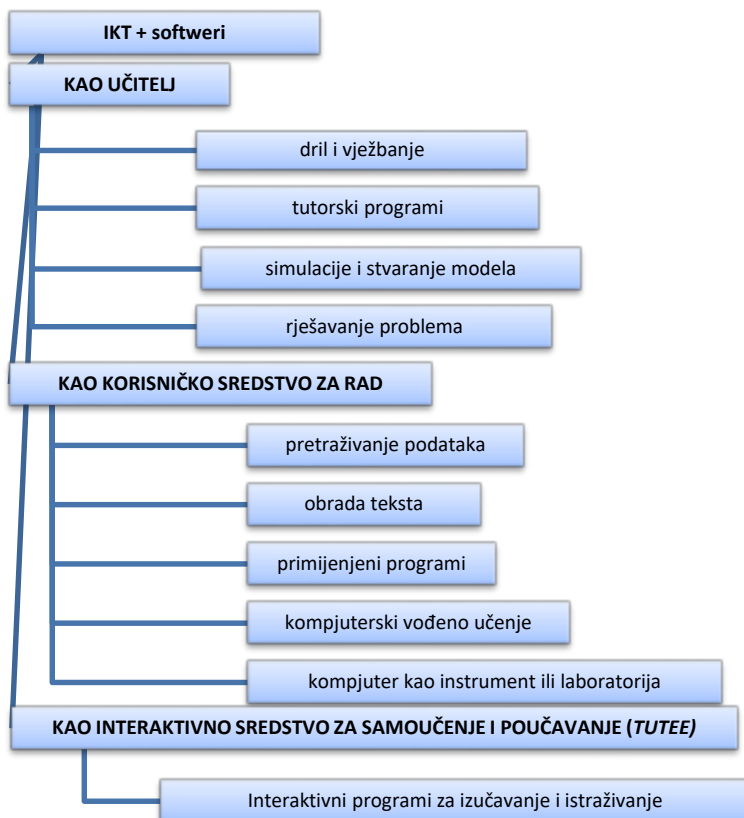 IKT + softweri
KAO UČITELJ
dril i vježbanje
tutorski programi
simulacije i stvaranje modela
rješavanje problema
KAO KORISNIČKO SREDSTVO ZA RAD
pretraživanje podataka
obrada teksta
primijenjeni programi
kompjuterski vođeno učenje
kompjuter kao instrument ili laboratorija
KAO INTERAKTIVNO SREDSTVO ZA SAMOUČENJE I POUČAVANJE (TUTEE)
Interaktivni programi za izučavanje i istraživanje